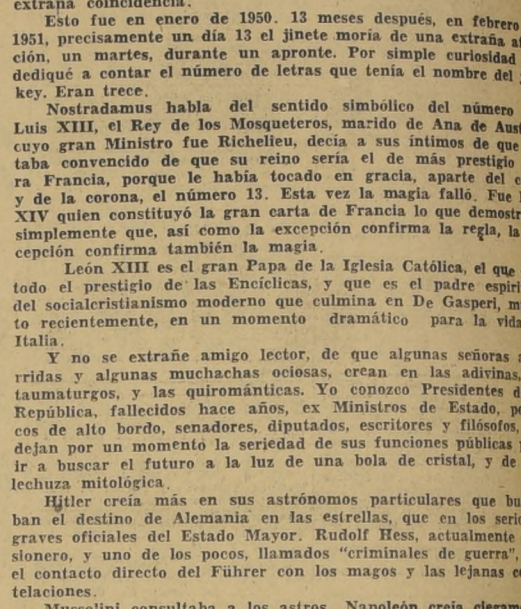 extraña coincidencia.
Esto fue en enero de 1950. 13 meses después, en febrero
1951, precisamente un día 13 el jinete moría de una extraña
ción, un martes, durante un apronte. Por simple curiosidad
dediqué a contar el número de letras que tenía el nombre del
key. Eran trece.
Nostradamus habla del sentido simbólico del número
Luis XIII, el Rey de los Mosqueteros, marido de Ana de Aust
cuyo gran Ministro fue Richelieu, decía a sus íntimos de que
taba convencido de que su reino sería el de más prestigio
ra Francia, porque le había tocado en gracia, aparte del
y de la corona, el número 13. Esta vez la magia falló. Fue
XIV quien constituyó la gran carta de Francia lo que demostr
simplemente que, así como la excepción confirma la regla, la
cepción confirma también la magia.
León XIII es el gran Papa de la Iglesia Católica, el que
todo el prestigio de las Encíclicas, y que es el padre espiri
del socialcristianismo moderno que culmina en De Gasperi, m
to recientemente, en un momento dramático para la vida
Italia.
Y no se extrañe amigo lector, de que algunas señoras
rridas y algunas muchachas ociosas, crean en las adivinas,
taumaturgos, y las quirománticas. Yo conozco Presidentes d
República, fallecidos hace años, ex Ministros de Estado, p
cos de alto bordo, senadores, diputados, escritores y filósofos,
dejan por un momento la seriedad de sus funciones públicas
ir a buscar el futuro a la luz de una bola de cristal, y de
lechuza mitológica.
Hitler creía más en sus astrónomos particulares que bu
ban el destino de Alemania en las estrellas, que en los seri
graves oficiales del Estado Mayor. Rudolf Hess, actualmente
sionero, y uno de los pocos, llamados "criminales de guerra",
el contacto directo del Führer con los magos y las lejanas c
telaciones.
Mussolini consultaba a los astros. Napoleón creía